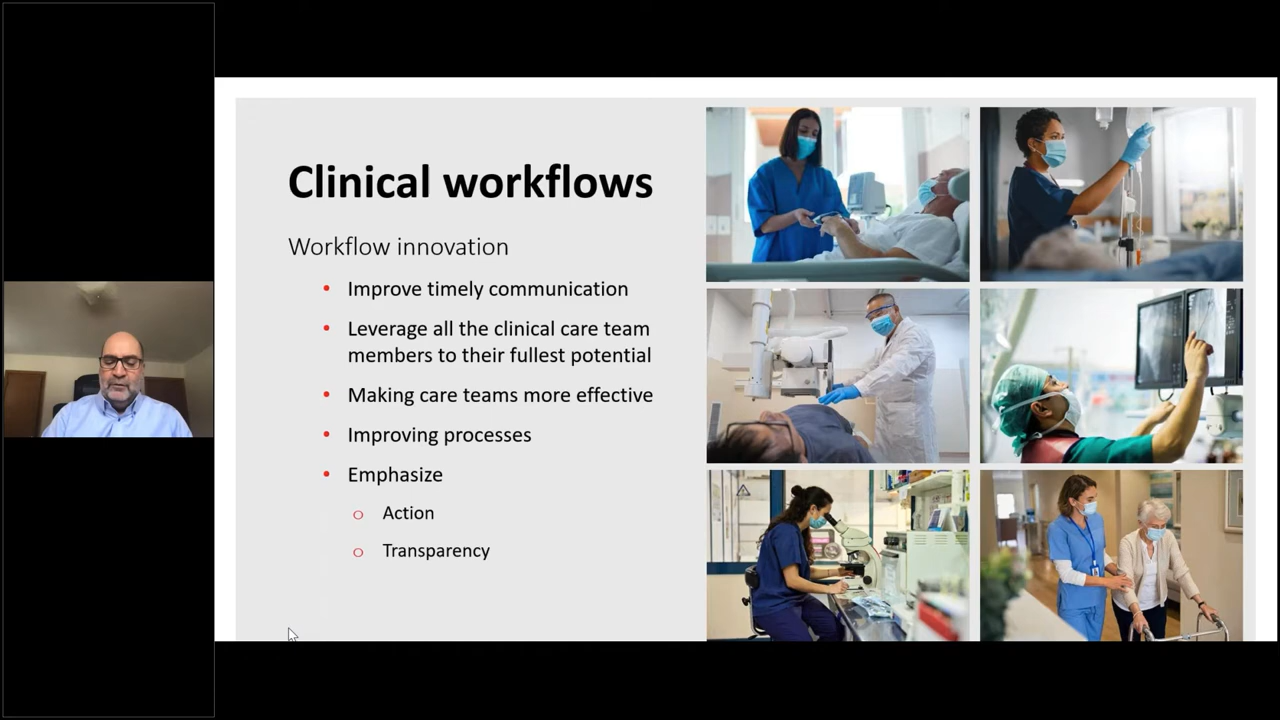 Clinical workflows
Workflow innovation
• Improve timely communication
• Leverage all the clinical care team
members to their fullest potential
• Making care teams more effective
• Improving processes
• Emphasize
o Action
o Transparency